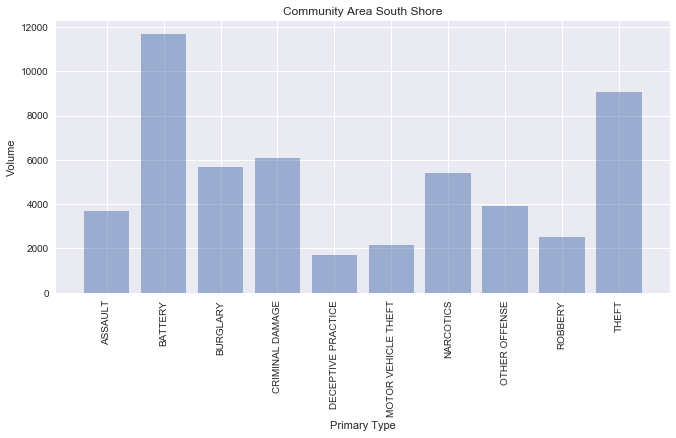 Community Area South Shore
Volume
12000
10000
8000
6000
4000
2000
0
ASSAULT
BATTERY
BURGLARY
CRIMINAL DAMAGE
DECEPTIVE PRACTICE
MOTOR VEHICLE THEFT
NARCOTICS
OTHER OFFENSE
ROBBERY
THEFT
Primary Type